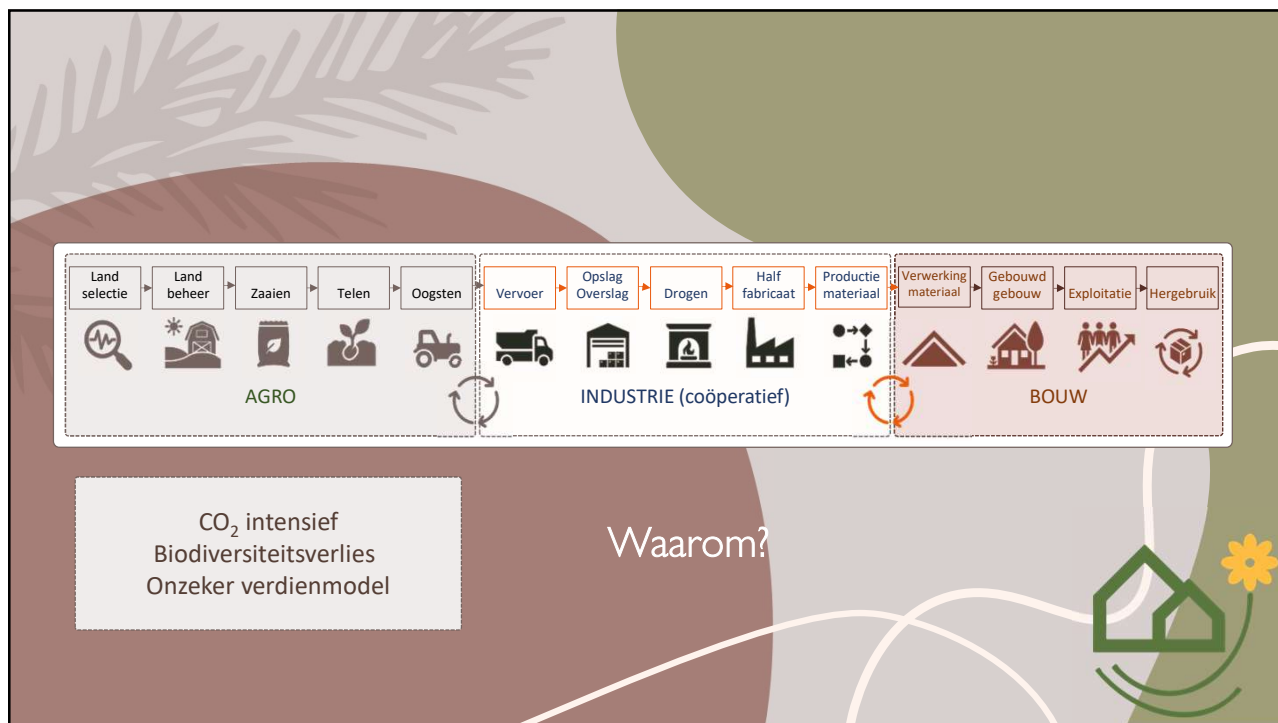 Land
selectie
Land
beheer
Zaaien
Telen
Oogsten
Vervoer
Opslag
Overslag
Drogen
Half
fabricaat
Productie
materiaal
Verwerking
materiaal
Gebouwd
gebouw
Exploitatie
Hergebruik
AGRO
INDUSTRIE (coöperatief)
BOUW
CO₂ intensief
Biodiversiteitsverlies
Onzeker verdienmodel
Waarom?